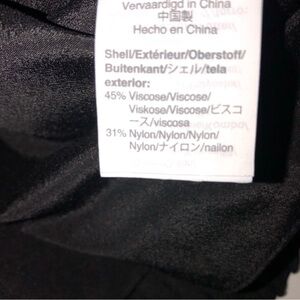 Vervaardigd in China
中国製
Hecho en China
Shell/Extérieur/Oberstoff/
Buitenkant/シェル/tela
exterior:
45% Viscose/Viscose/
Viskose/Viscose/ビスコ
ース/viscosa
31% Nylon/Nylon/Nylon/
Nylon/ナイロン/nailon